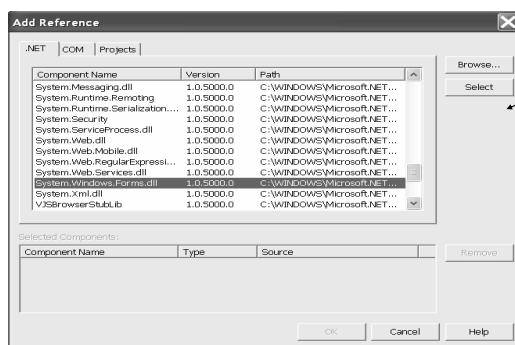 Add Reference
.NET COM Projects
Browse...
Select
Component Name Version Path
System.Messaging.dll 1.0.5000.0 C:\WINDOWS\Microsoft.NET...
System.Runtime.Remoting 1.0.5000.0 C:\WINDOWS\Microsoft.NET...
System.Runtime.Serialization.... 1.0.5000.0 C:\WINDOWS\Microsoft.NET...
System.Security 1.0.5000.0 C:\WINDOWS\Microsoft.NET...
System.ServiceProcess.dll 1.0.5000.0 C:\WINDOWS\Microsoft.NET...
System.Web.dll 1.0.5000.0 C:\WINDOWS\Microsoft.NET...
System.Web.Mobile.dll 1.0.5000.0 C:\WINDOWS\Microsoft.NET...
System.Web.RegularExpressi... 1.0.5000.0 C:\WINDOWS\Microsoft.NET...
System.Web.Services.dll 1.0.5000.0 C:\WINDOWS\Microsoft.NET...
System.Windows.Forms.dll 1.0.5000.0 C:\WINDOWS\Microsoft.NET...
System.Xml.dll 1.0.5000.0 C:\WINDOWS\Microsoft.NET...
VJSBrowserStubLib 1.0.5000.0 C:\WINDOWS\Microsoft.NET...
Selected Components:
Component Name Type Source
Remove
OK Cancel Help